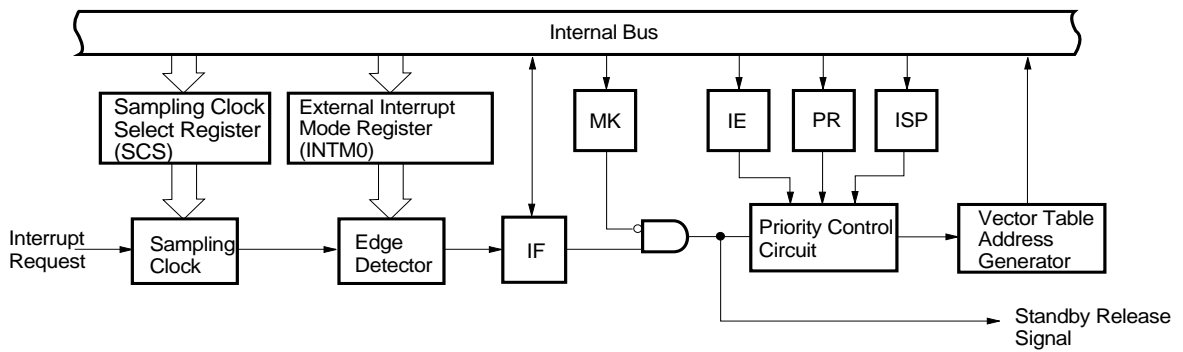 Internal Bus
Sampling Clock
Select Register
(SCS)
External Interrupt
Mode Register
(INTM0)
MK
IE
PR
ISP
Interrupt
Request
Sampling
Clock
Edge
Detector
IF
Priority Control
Circuit
Vector Table
Address
Generator
Standby Release
Signal